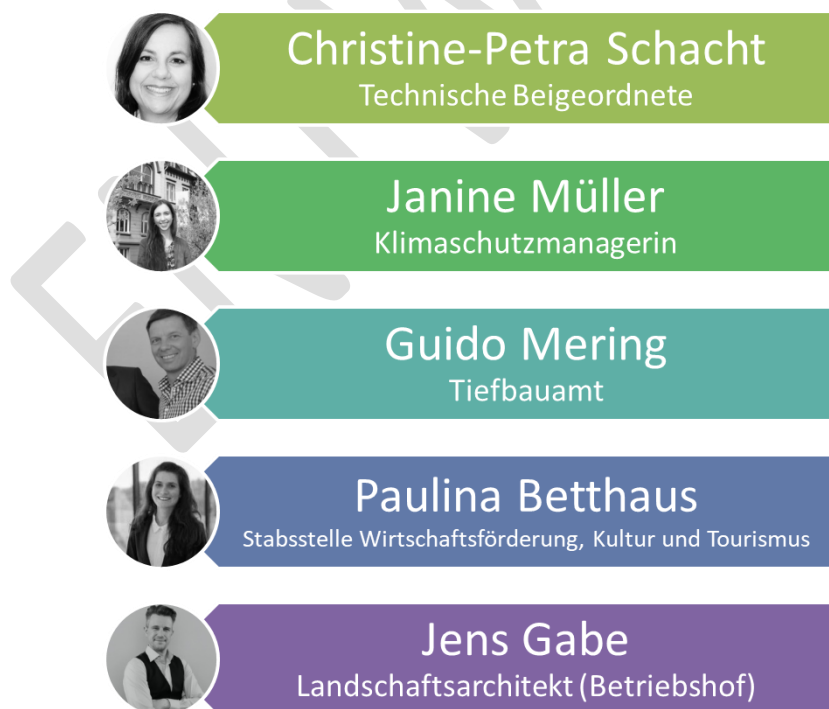 Christine-Petra Schacht
Technische Beigeordnete
Janine Müller
Klimaschutzmanagerin
Guido Mering
Tiefbauamt
Paulina Betthaus
Stabsstelle Wirtschaftsförderung, Kultur und Tourismus
Jens Gabe
Landschaftsarchitekt (Betriebshof)